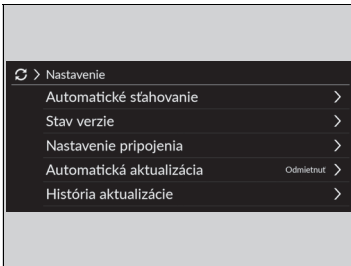 Nastavenie
Automatické sťahovanie
Stav verzie
Nastavenie pripojenia
Automatická aktualizácia Odmietnuť
História aktualizácie